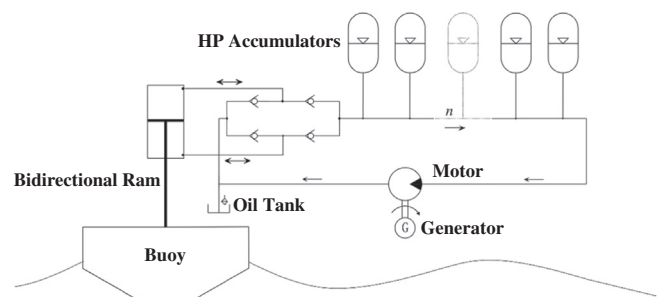 HP Accumulators
n
Bidirectional Ram
Motor
Oil Tank
G
Generator
Buoy